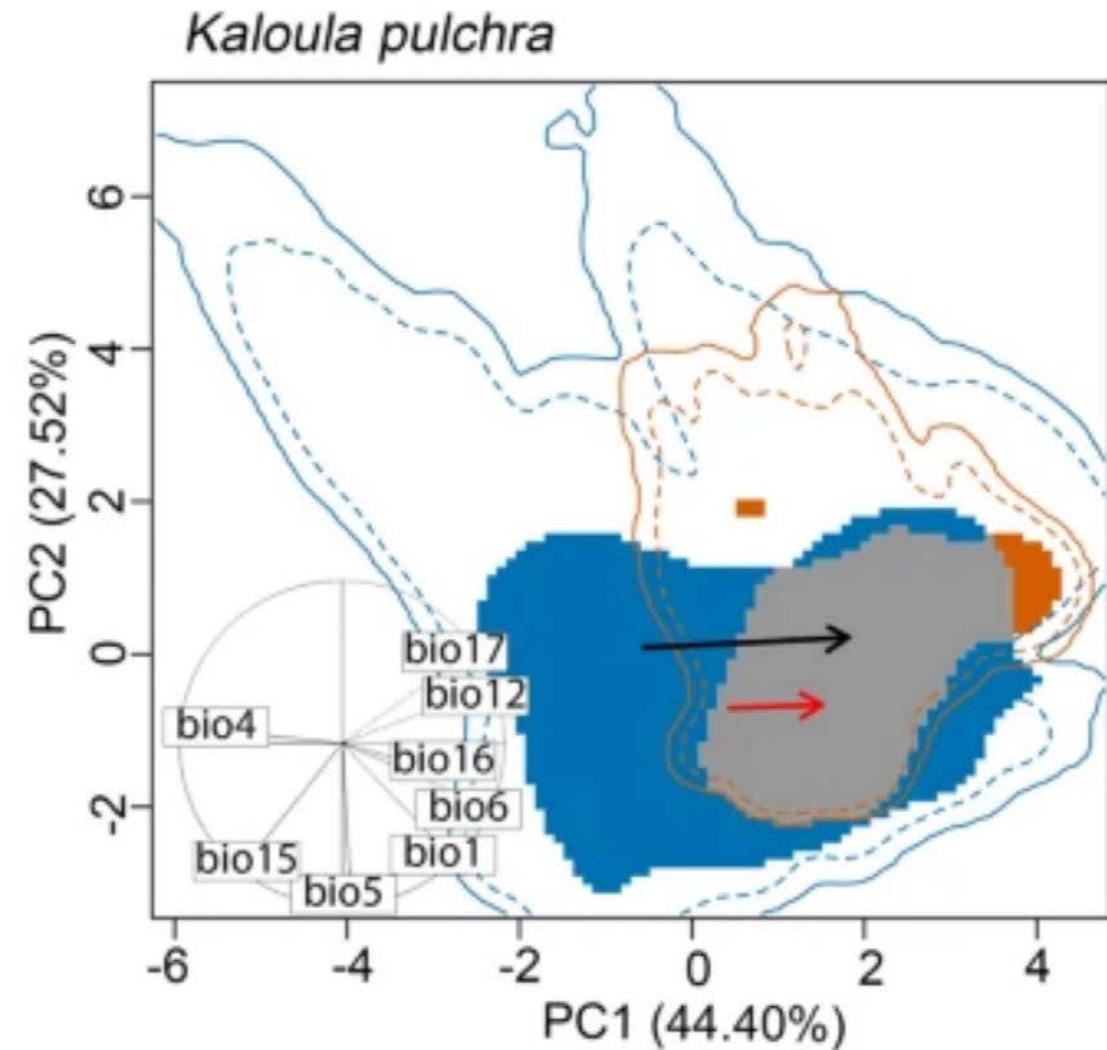 Kaloula pulchra
6
4
2
0
-2
PC2 (27.52%)
bio17
bio12
bio4
bio16
bio6
bio1
bio15
bio5
-6 -4 -2 0 2 4
PC1 (44.40%)